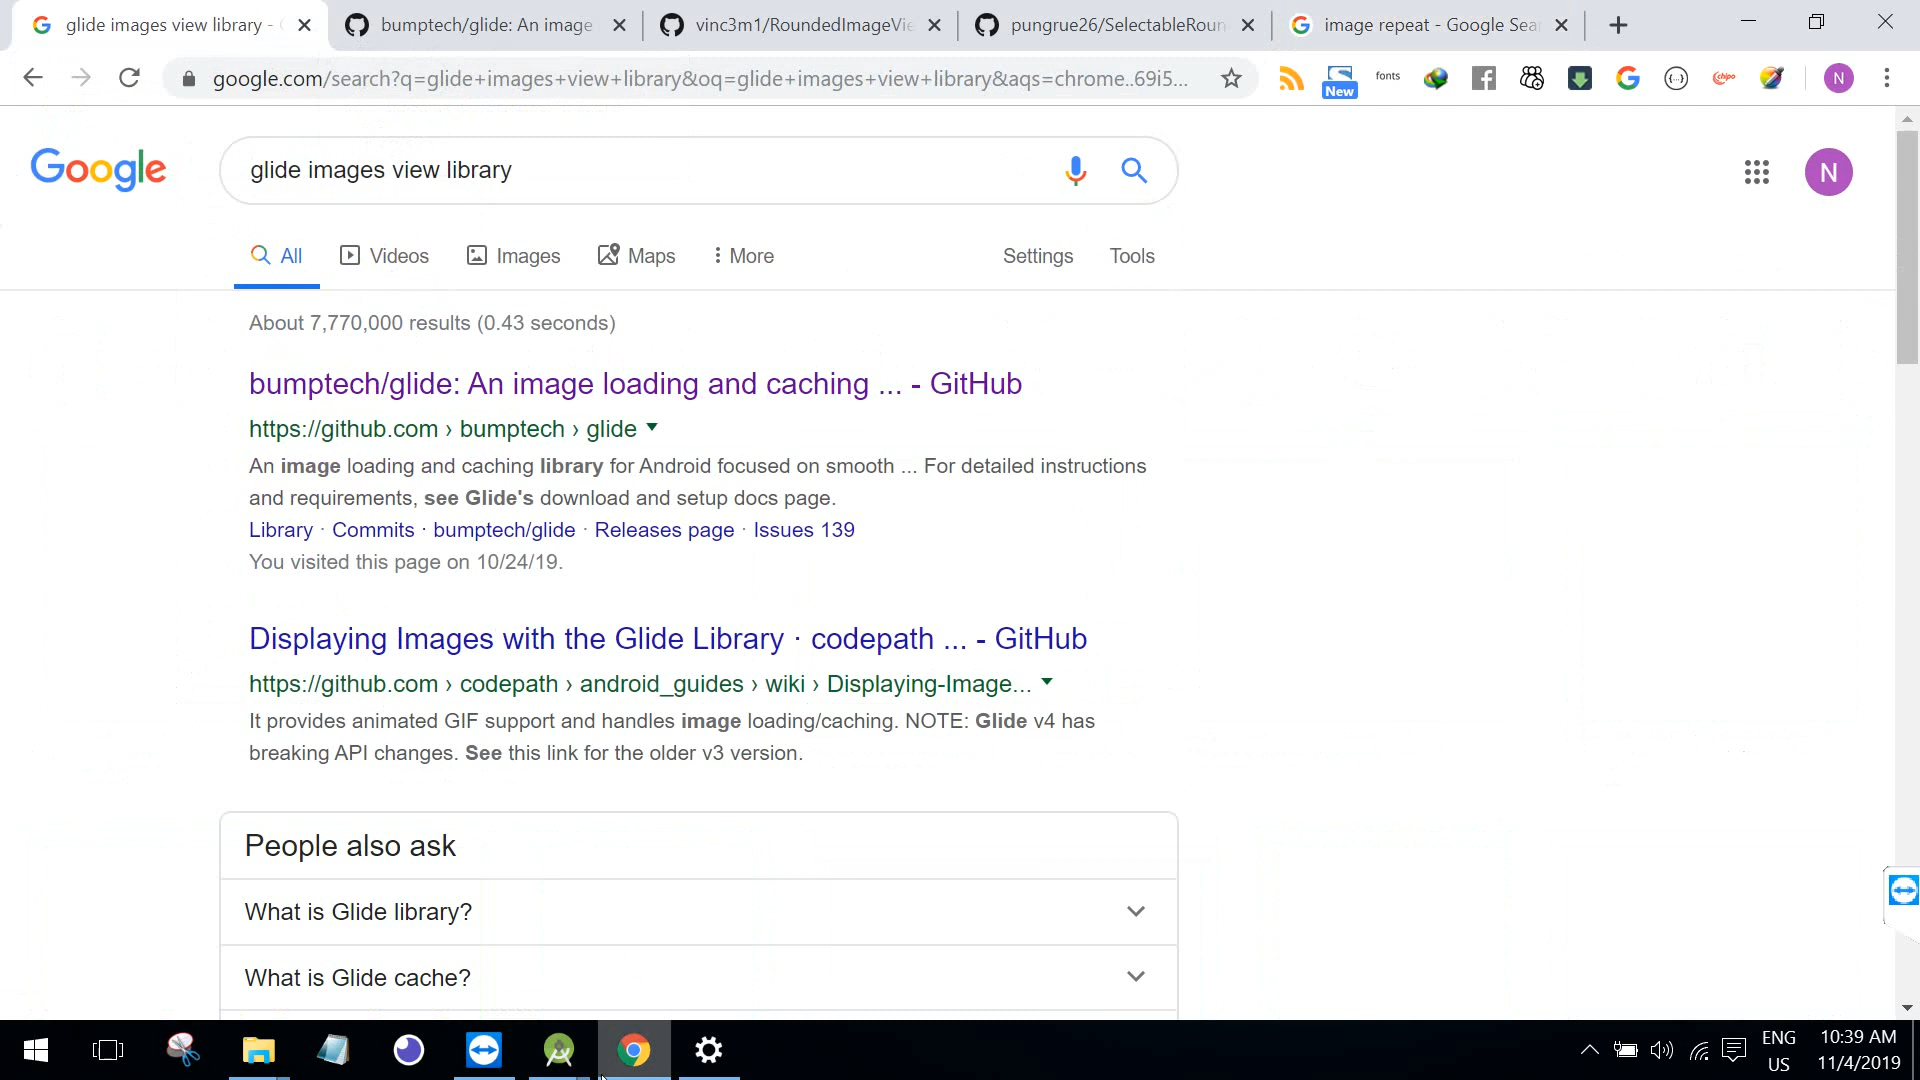 glide images view library -
bumptech/glide: An image
vinc3m1/RoundedImageVie
pungrue26/SelectableRoun
image repeat - Google Sea
google.com/search?q=glide+images+view+library&oq=glide+images+view+library&aqs=chrome..69i5...
New
fonts
chipo
N
Google
glide images view library
N
All
Videos
Images
Maps
More
Settings
Tools
About 7,770,000 results (0.43 seconds)
bumptech/glide: An image loading and caching ... - GitHub
https://github.com › bumptech › glide
An image loading and caching library for Android focused on smooth ... For detailed instructions
and requirements, see Glide's download and setup docs page.
Library · Commits · bumptech/glide · Releases page · Issues 139
You visited this page on 10/24/19.
Displaying Images with the Glide Library · codepath ... - GitHub
https://github.com › codepath › android_guides › wiki › Displaying-Image...
It provides animated GIF support and handles image loading/caching. NOTE: Glide v4 has
breaking API changes. See this link for the older v3 version.
People also ask
What is Glide library?
What is Glide cache?
ENG
US
10:39 AM
11/4/2019